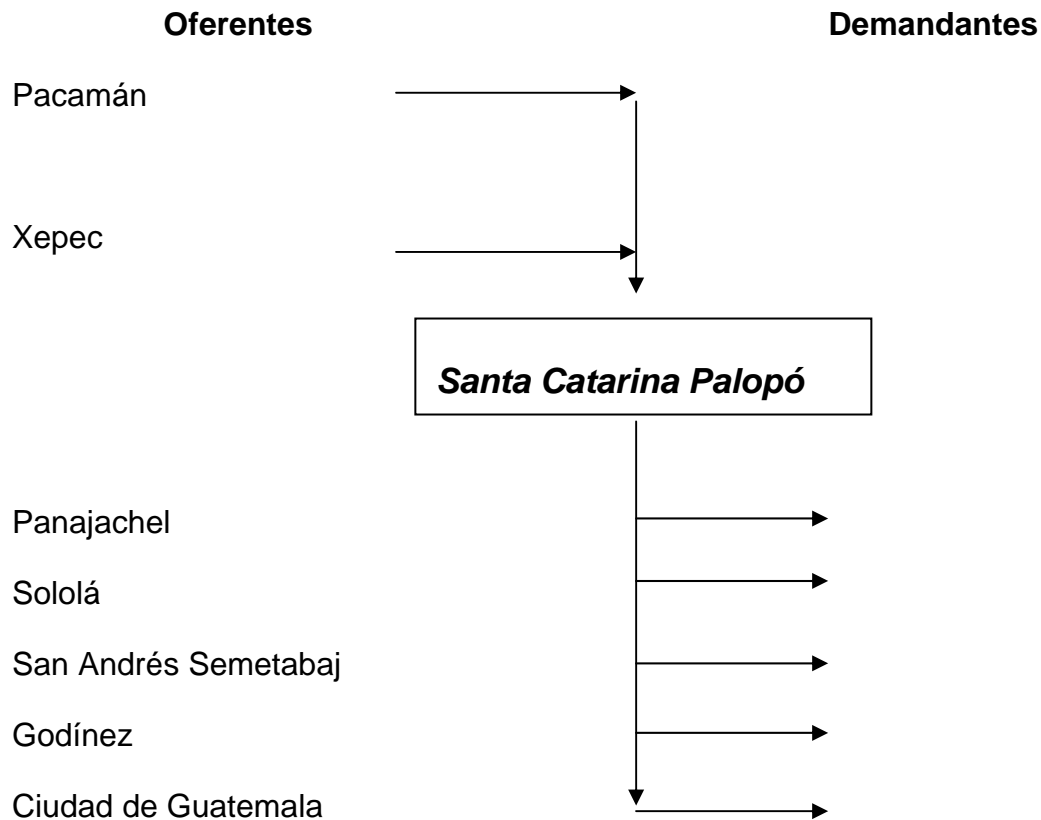 Oferentes Demandantes
Pacamán
Xepec
Santa Catarina Palopó
Panajachel
Sololá
San Andrés Semetabaj
Godínez
Ciudad de Guatemala